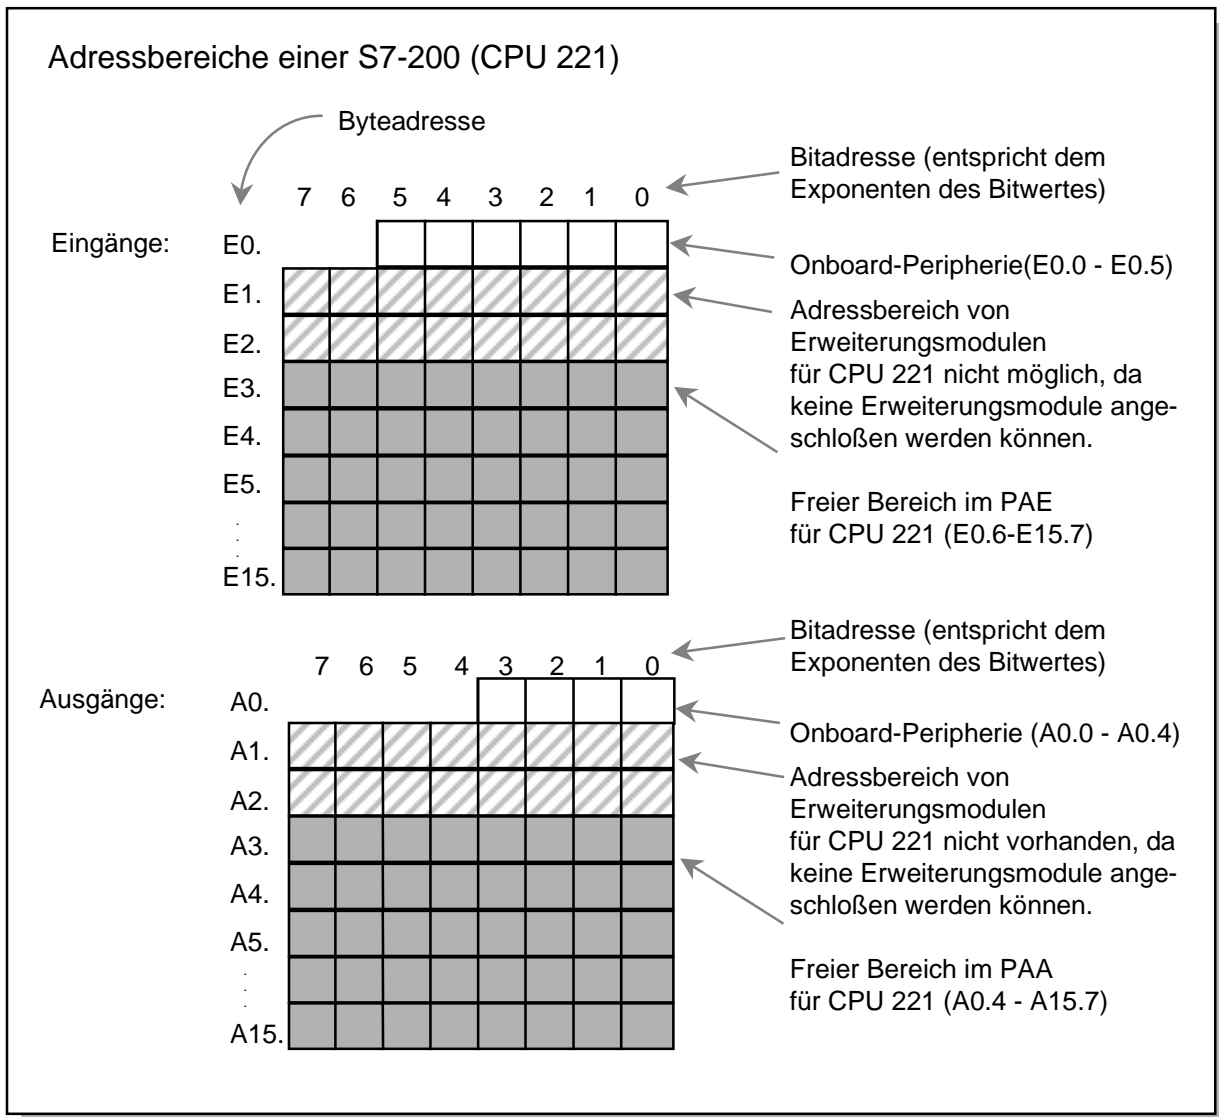 Adressbereiche einer S7-200 (CPU 221)
Byteadresse
Bitadresse (entspricht dem
Exponenten des Bitwertes)
7 6 5 4 3 2 1 0
Eingänge:
E0.
Onboard-Peripherie(E0.0 - E0.5)
E1.
Adressbereich von
Erweiterungsmodulen
für CPU 221 nicht möglich, da
keine Erweiterungsmodule ange-
schloßen werden können.
E2.
E3.
E4.
E5.
.
.
.
E15.
Freier Bereich im PAE
für CPU 221 (E0.6-E15.7)
Bitadresse (entspricht dem
Exponenten des Bitwertes)
7 6 5 4 3 2 1 0
Ausgänge:
A0.
Onboard-Peripherie (A0.0 - A0.4)
A1.
Adressbereich von
Erweiterungsmodulen
für CPU 221 nicht vorhanden, da
keine Erweiterungsmodule ange-
schloßen werden können.
A2.
A3.
A4.
A5.
.
.
.
A15.
Freier Bereich im PAA
für CPU 221 (A0.4 - A15.7)